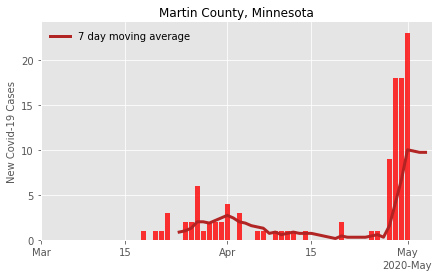 Martin County, Minnesota
7 day moving average
New Covid-19 Cases
20
15
10
5
0
Mar 15 Apr 15 May
2020-May